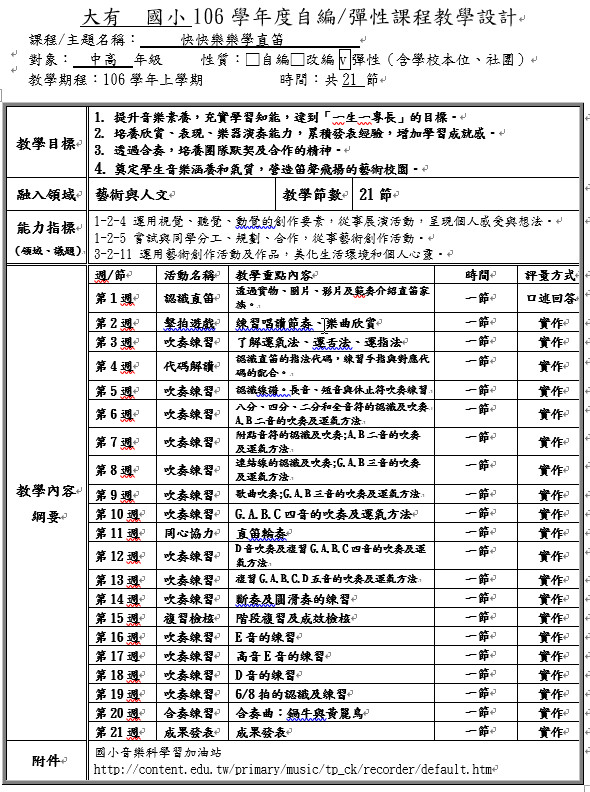 大有 國小106學年度自編/彈性課程教學設計
課程/主題名稱： 快快樂樂學直笛
對象： 中高 年級 性質：□自編□改編 v 彈性（含學校本位、社團）
教學期程：106學年上學期 時間：共21 節
教學目標
1. 提升音樂素養，充實學習知能，達到「一生一專長」的目標。
2. 培養欣賞、表現、樂器演奏能力，累積發表經驗，增加學習成就感。
3. 透過合奏，培養團隊默契及合作的精神。
4. 奠定學生音樂涵養和氣質，營造笛聲飛揚的藝術校園。
融入領域 藝術與人文 教學節數 21節
能力指標
(領域、議題)
1-2-4 運用視覺、聽覺、動覺的創作要素，從事展演活動，呈現個人感受與想法。
1-2-5 嘗試與同學分工、規劃、合作，從事藝術創作活動。
3-2-11 運用藝術創作活動及作品，美化生活環境和個人心靈。
教學內容
綱要
週/節 活動名稱 教學重點內容 時間 評量方式
第1週 認識直笛 透過實物、圖片、影片及範奏介紹直笛家
族。 一節 口述回答
第2週 擊拍遊戲 練習唱讀節奏、樂曲欣賞 一節 實作
第3週 吹奏練習 了解運氣法、運舌法、運指法 一節 實作
第4週 代碼解讀 認識直笛的指法代碼，練習手指與對應代
碼的配合。 一節 實作
第5週 吹奏練習 認識線譜。長音、短音與休止符吹奏練習 一節 實作
第6週 吹奏練習 八分、四分、二分和全音符的認識及吹奏
A.B二音的吹奏及運氣方法 一節 實作
第7週 吹奏練習 附點音符的認識及吹奏;A.B二音的吹奏
及運氣方法 一節 實作
第8週 吹奏練習 連結線的認識及吹奏;G.A.B三音的吹奏
及運氣方法 一節 實作
第9週 吹奏練習 歌曲吹奏;G.A.B三音的吹奏及運氣方法 一節 實作
第10週 吹奏練習 G.A.B.C四音的吹奏及運氣方法 一節 實作
第11週 同心協力 直笛輪奏 一節 實作
第12週 吹奏練習 D音吹奏及複習G.A.B.C四音的吹奏及運
氣方法 一節 實作
第13週 吹奏練習 複習G.A.B.C.D五音的吹奏及運氣方法 一節 實作
第14週 吹奏練習 斷奏及圓滑奏的練習 一節 實作
第15週 複習檢核 階段複習及成效檢核 一節 實作
第16週 吹奏練習 E音的練習 一節 實作
第17週 吹奏練習 高音E音的練習 一節 實作
第18週 吹奏練習 D音的練習 一節 實作
第19週 吹奏練習 6/8拍的認識及練習 一節 實作
第20週 合奏練習 合奏曲：蝸牛與黃鸝鳥 一節 實作
第21週 成果發表 成果發表 一節 實作
附件
國小音樂科學習加油站
http://content.edu.tw/primary/music/tp_ck/recorder/default.htm